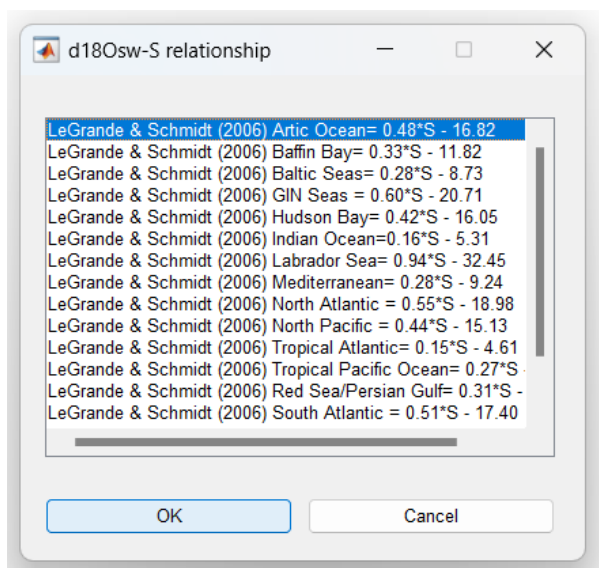 d18Osw-S relationship
LeGrande & Schmidt (2006) Artic Ocean= 0.48*S - 16.82
LeGrande & Schmidt (2006) Baffin Bay= 0.33*S - 11.82
LeGrande & Schmidt (2006) Baltic Seas= 0.28*S - 8.73
LeGrande & Schmidt (2006) GIN Seas = 0.60*S - 20.71
LeGrande & Schmidt (2006) Hudson Bay= 0.42*S - 16.05
LeGrande & Schmidt (2006) Indian Ocean=0.16*S - 5.31
LeGrande & Schmidt (2006) Labrador Sea= 0.94*S - 32.45
LeGrande & Schmidt (2006) Mediterranean= 0.28*S - 9.24
LeGrande & Schmidt (2006) North Atlantic = 0.55*S - 18.98
LeGrande & Schmidt (2006) North Pacific = 0.44*S - 15.13
LeGrande & Schmidt (2006) Tropical Atlantic= 0.15*S - 4.61
LeGrande & Schmidt (2006) Tropical Pacific Ocean= 0.27*S -
LeGrande & Schmidt (2006) Red Sea/Persian Gulf= 0.31*S -
LeGrande & Schmidt (2006) South Atlantic = 0.51*S - 17.40
OK Cancel